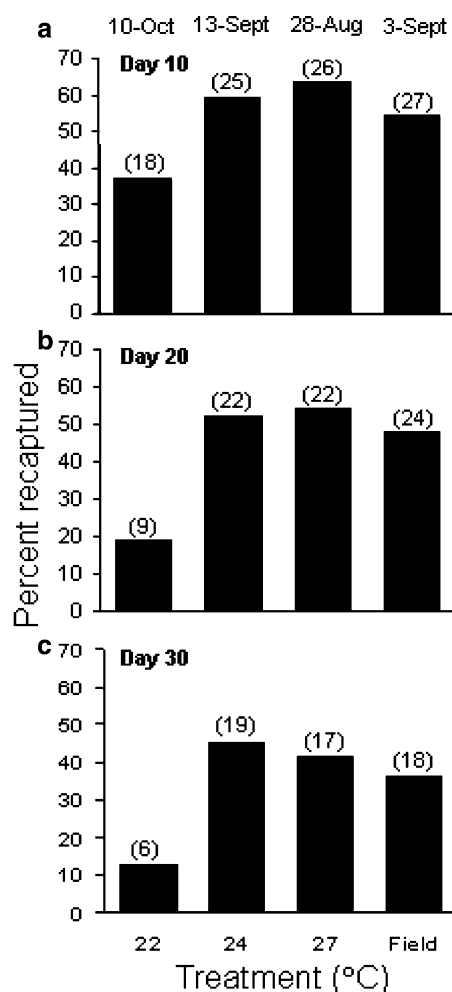 10-Oct 13-Sept 28-Aug 3-Sept
a
Day 10
70
60
50
40
30
20
10
0
(18) (25) (26) (27)
b
Day 20
70
60
50
40
30
20
10
0
(9) (22) (22) (24)
c
Day 30
70
60
50
40
30
20
10
0
(6) (19) (17) (18)
22 24 27 Field
Percent recaptured
Treatment (°C)